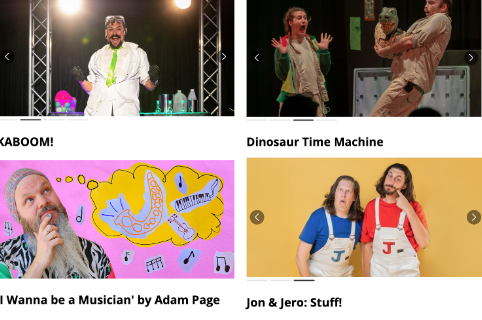 KABOOM!
Dinosaur Time Machine
J
J
I Wanna be a Musician' by Adam Page
Jon & Jero: Stuff!